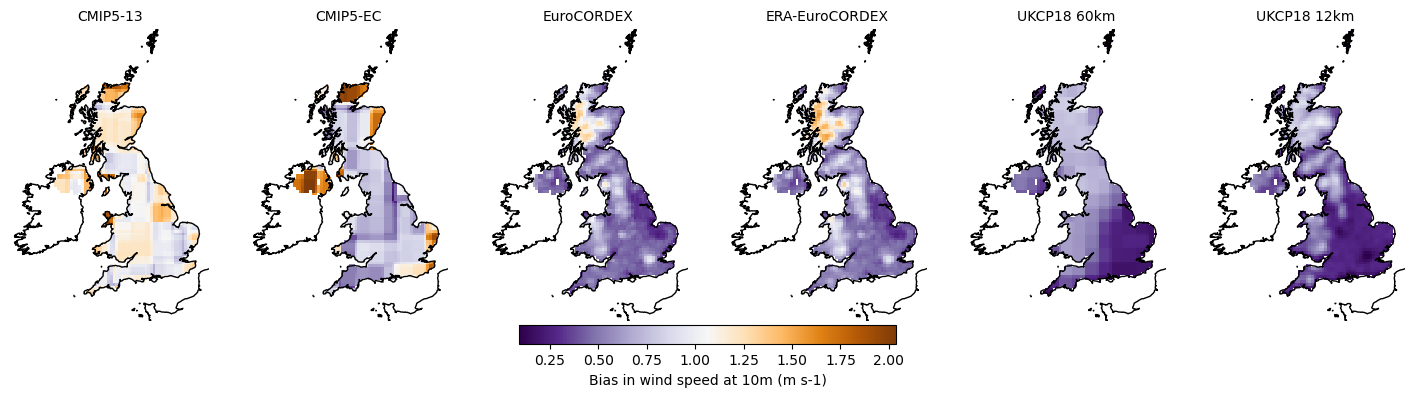 CMIP5-13
CMIP5-EC
EuroCORDEX
ERA-EuroCORDEX
UKCP18 60km
UKCP18 12km
0.25
0.50
0.75
1.00
1.25
1.50
1.75
2.00
Bias in wind speed at 10m (m s-1)